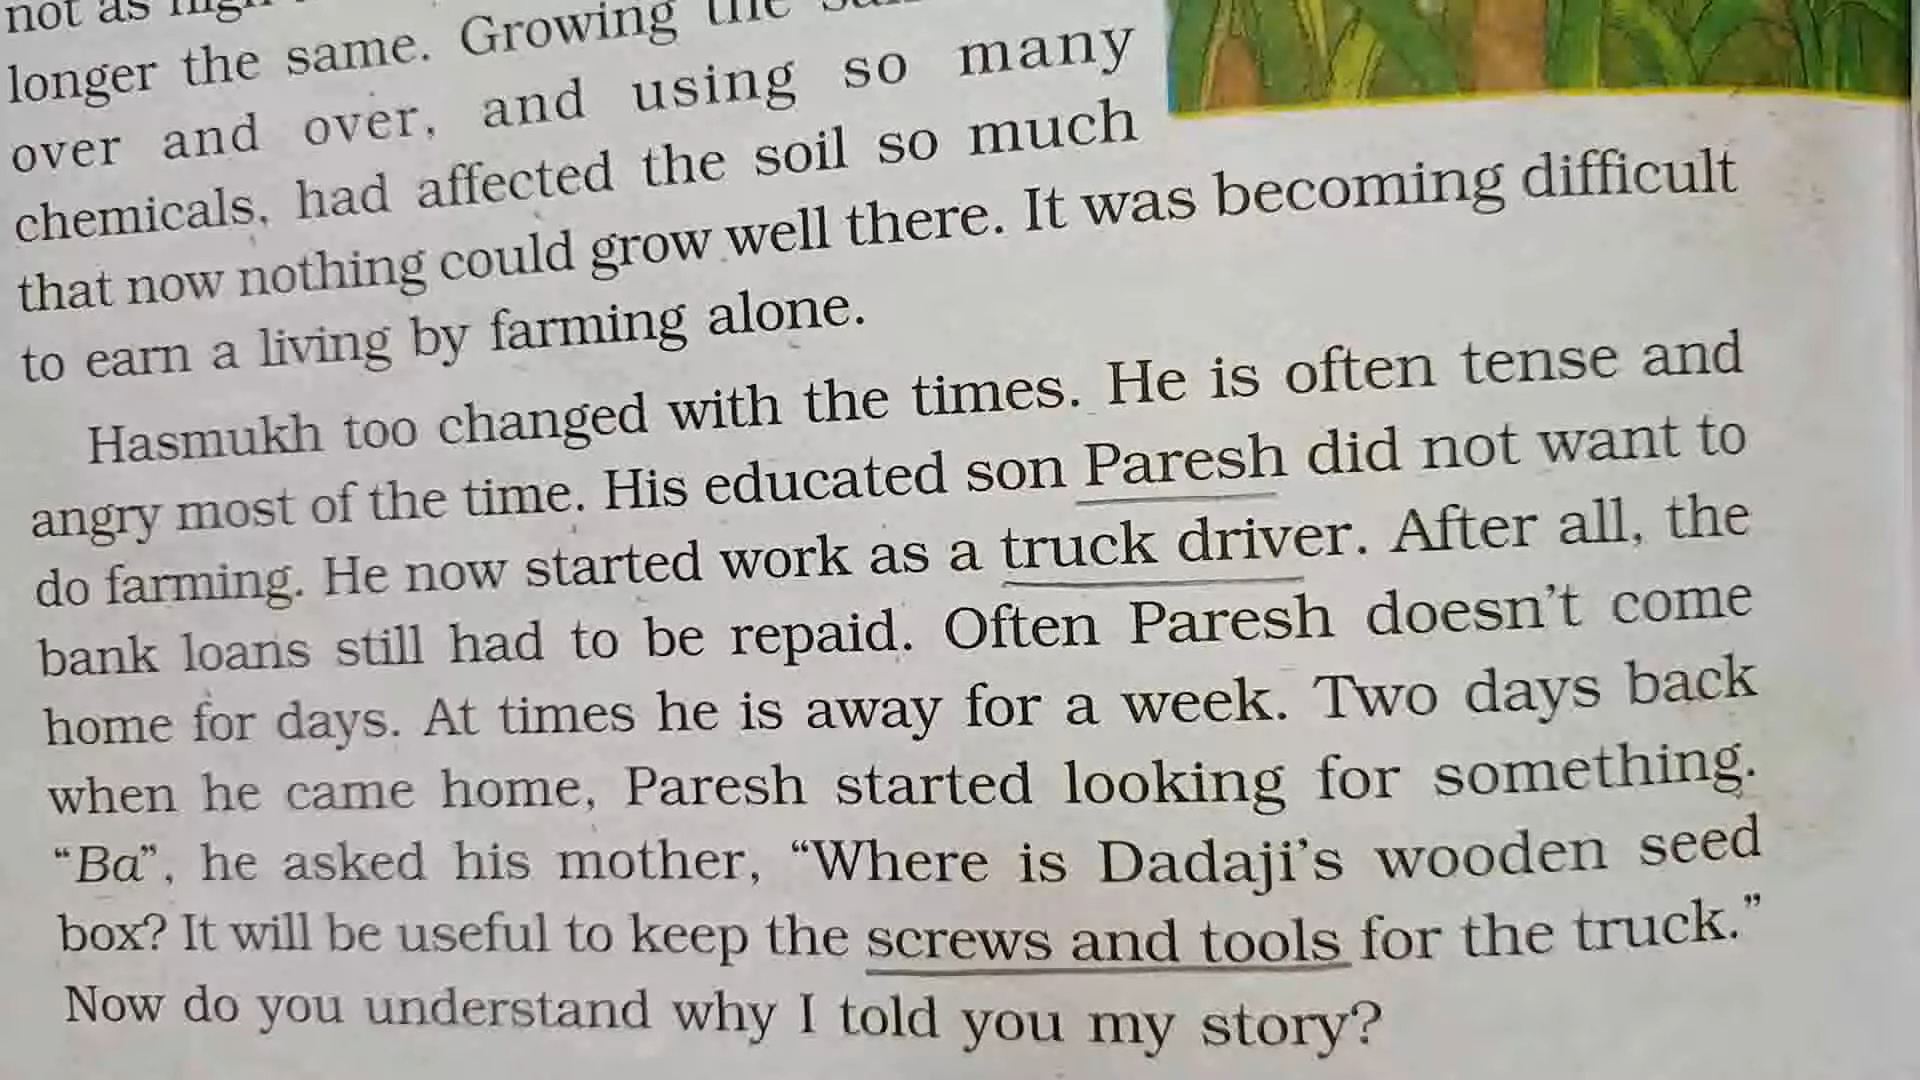 not as
longer the same. Growing the
over and over, and using so many
chemicals, had affected the soil so much
that now nothing could grow well there. It was becoming difficult
to earn a living by farming alone.
Hasmukh too changed with the times. He is often tense and
angry most of the time. His educated son Paresh did not want to
do farming. He now started work as a truck driver. After all, the
bank loans still had to be repaid. Often Paresh doesn't come
home for days. At times he is away for a week. Two days back
when he came home, Paresh started looking for something.
“Ba”, he asked his mother, “Where is Dadaji's wooden seed
box? It will be useful to keep the screws and tools for the truck.”
Now do you understand why I told you my story?